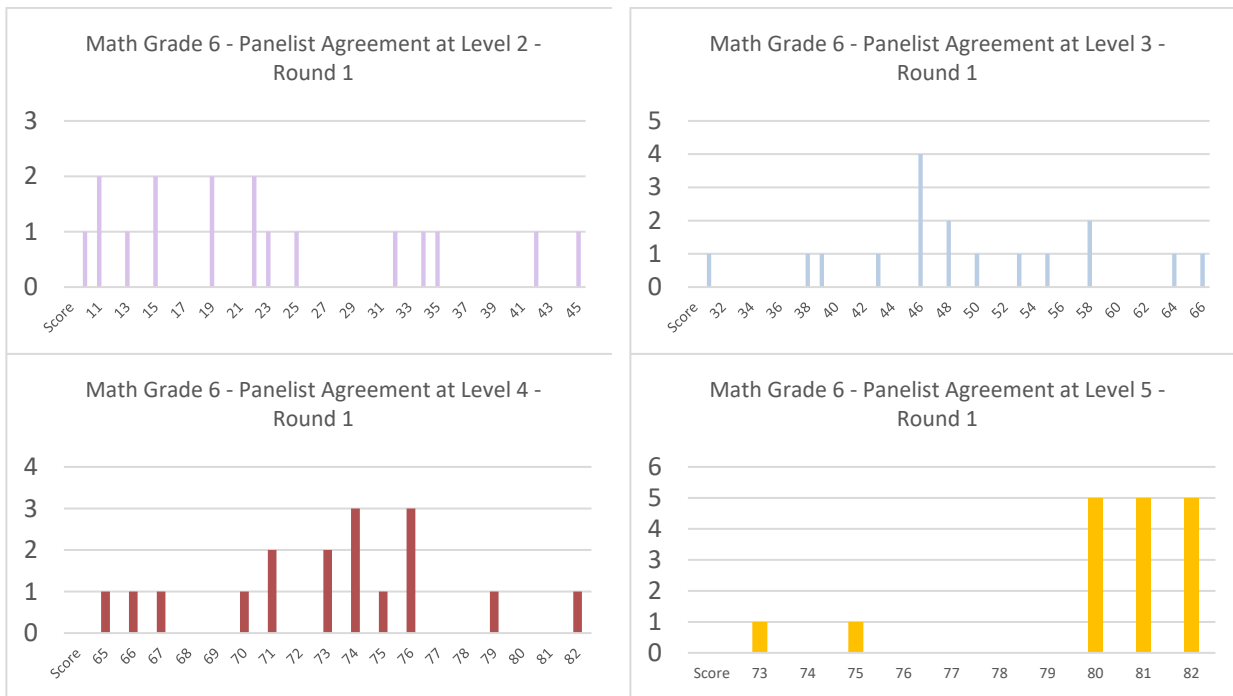 Math Grade 6 - Panelist Agreement at Level 2 -
Round 1
3
2
1
0
Score 11 13 15 17 19 21 23 25 27 29 31 33 35 37 39 41 43 45
Math Grade 6 - Panelist Agreement at Level 3 -
Round 1
5
4
3
2
1
0
Score 32 34 36 38 40 42 44 46 48 50 52 54 56 58 60 62 64 66
Math Grade 6 - Panelist Agreement at Level 4 -
Round 1
4
3
2
1
0
Score 65 66 67 68 69 70 71 72 73 74 75 76 77 78 79 80 81 82
Math Grade 6 - Panelist Agreement at Level 5 -
Round 1
6
5
4
3
2
1
0
Score 73 74 75 76 77 78 79 80 81 82